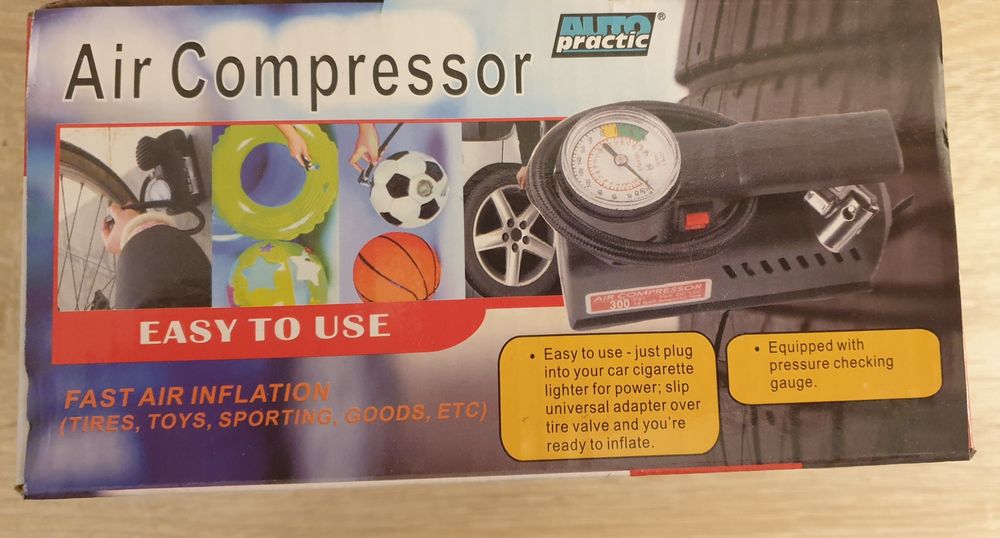 Air Compressor
AUTO
practic®
AIR COMPRESSOR
300
EASY TO USE
FAST AIR INFLATION
(TIRES, TOYS, SPORTING, GOODS, ETC)
• Easy to use - just plug
into your car cigarette
lighter for power; slip
universal adapter over
tire valve and you're
ready to inflate.
• Equipped with
pressure checking
gauge.